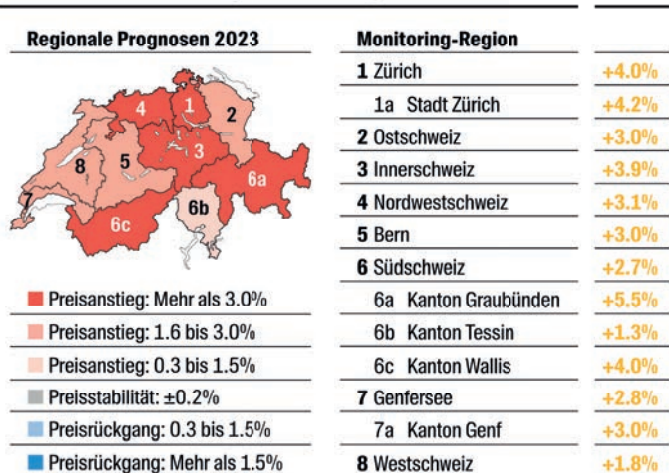 Regionale Prognosen 2023
4
1
2
8
5
3
7
6a
6b
6c
Preisanstieg: Mehr als 3.0%
Preisanstieg: 1.6 bis 3.0%
Preisanstieg: 0.3 bis 1.5%
Preisstabilität: ±0.2%
Preisrückgang: 0.3 bis 1.5%
Preisrückgang: Mehr als 1.5%
Monitoring-Region
1 Zürich +4.0%
1a Stadt Zürich +4.2%
2 Ostschweiz +3.0%
3 Innerschweiz +3.9%
4 Nordwestschweiz +3.1%
5 Bern +3.0%
6 Südschweiz +2.7%
6a Kanton Graubünden +5.5%
6b Kanton Tessin +1.3%
6c Kanton Wallis +4.0%
7 Genfersee +2.8%
7a Kanton Genf +3.0%
8 Westschweiz +1.8%